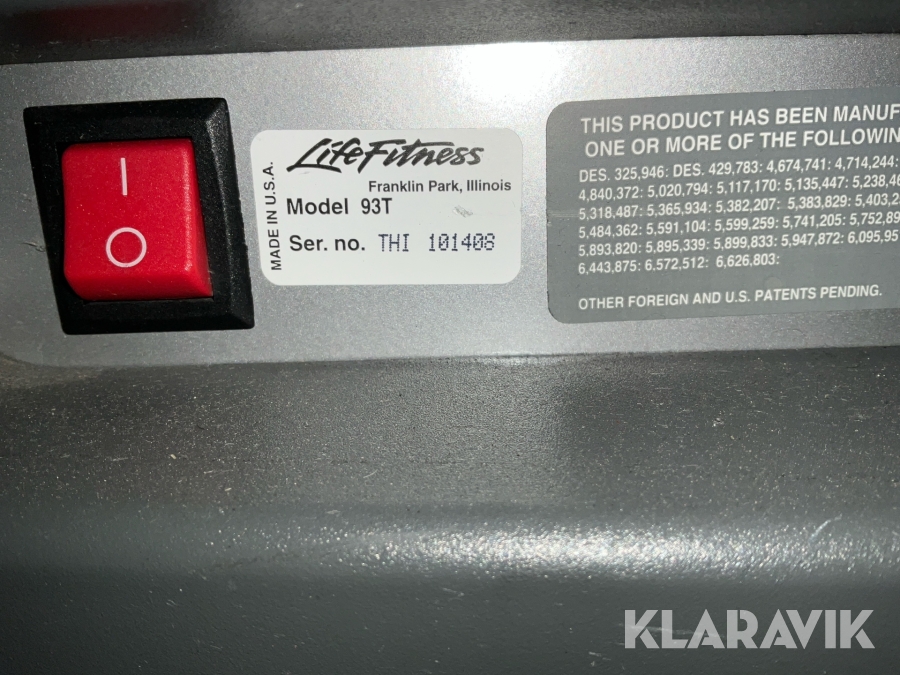 I
O
MADE IN U.S.A.
LifeFitness
Franklin Park, Illinois
Model 93T
Ser. no. THI 101408
THIS PRODUCT HAS BEEN MANUF
ONE OR MORE OF THE FOLLOWIN
DES. 325,946: DES. 429,783: 4,674,741: 4,714,244:
4,840,372: 5,020,794: 5,117,170: 5,135,447: 5,238,46
5,318,487: 5,365,934: 5,382,207: 5,383,829: 5,403,25
5,484,362: 5,591,104: 5,599,259: 5,741,205: 5,752,89
5,893,820: 5,895,339: 5,899,833: 5,947,872: 6,095,95
6,443,875: 6,572,512: 6,626,803:
OTHER FOREIGN AND U.S. PATENTS PENDING.
KLARAVIK